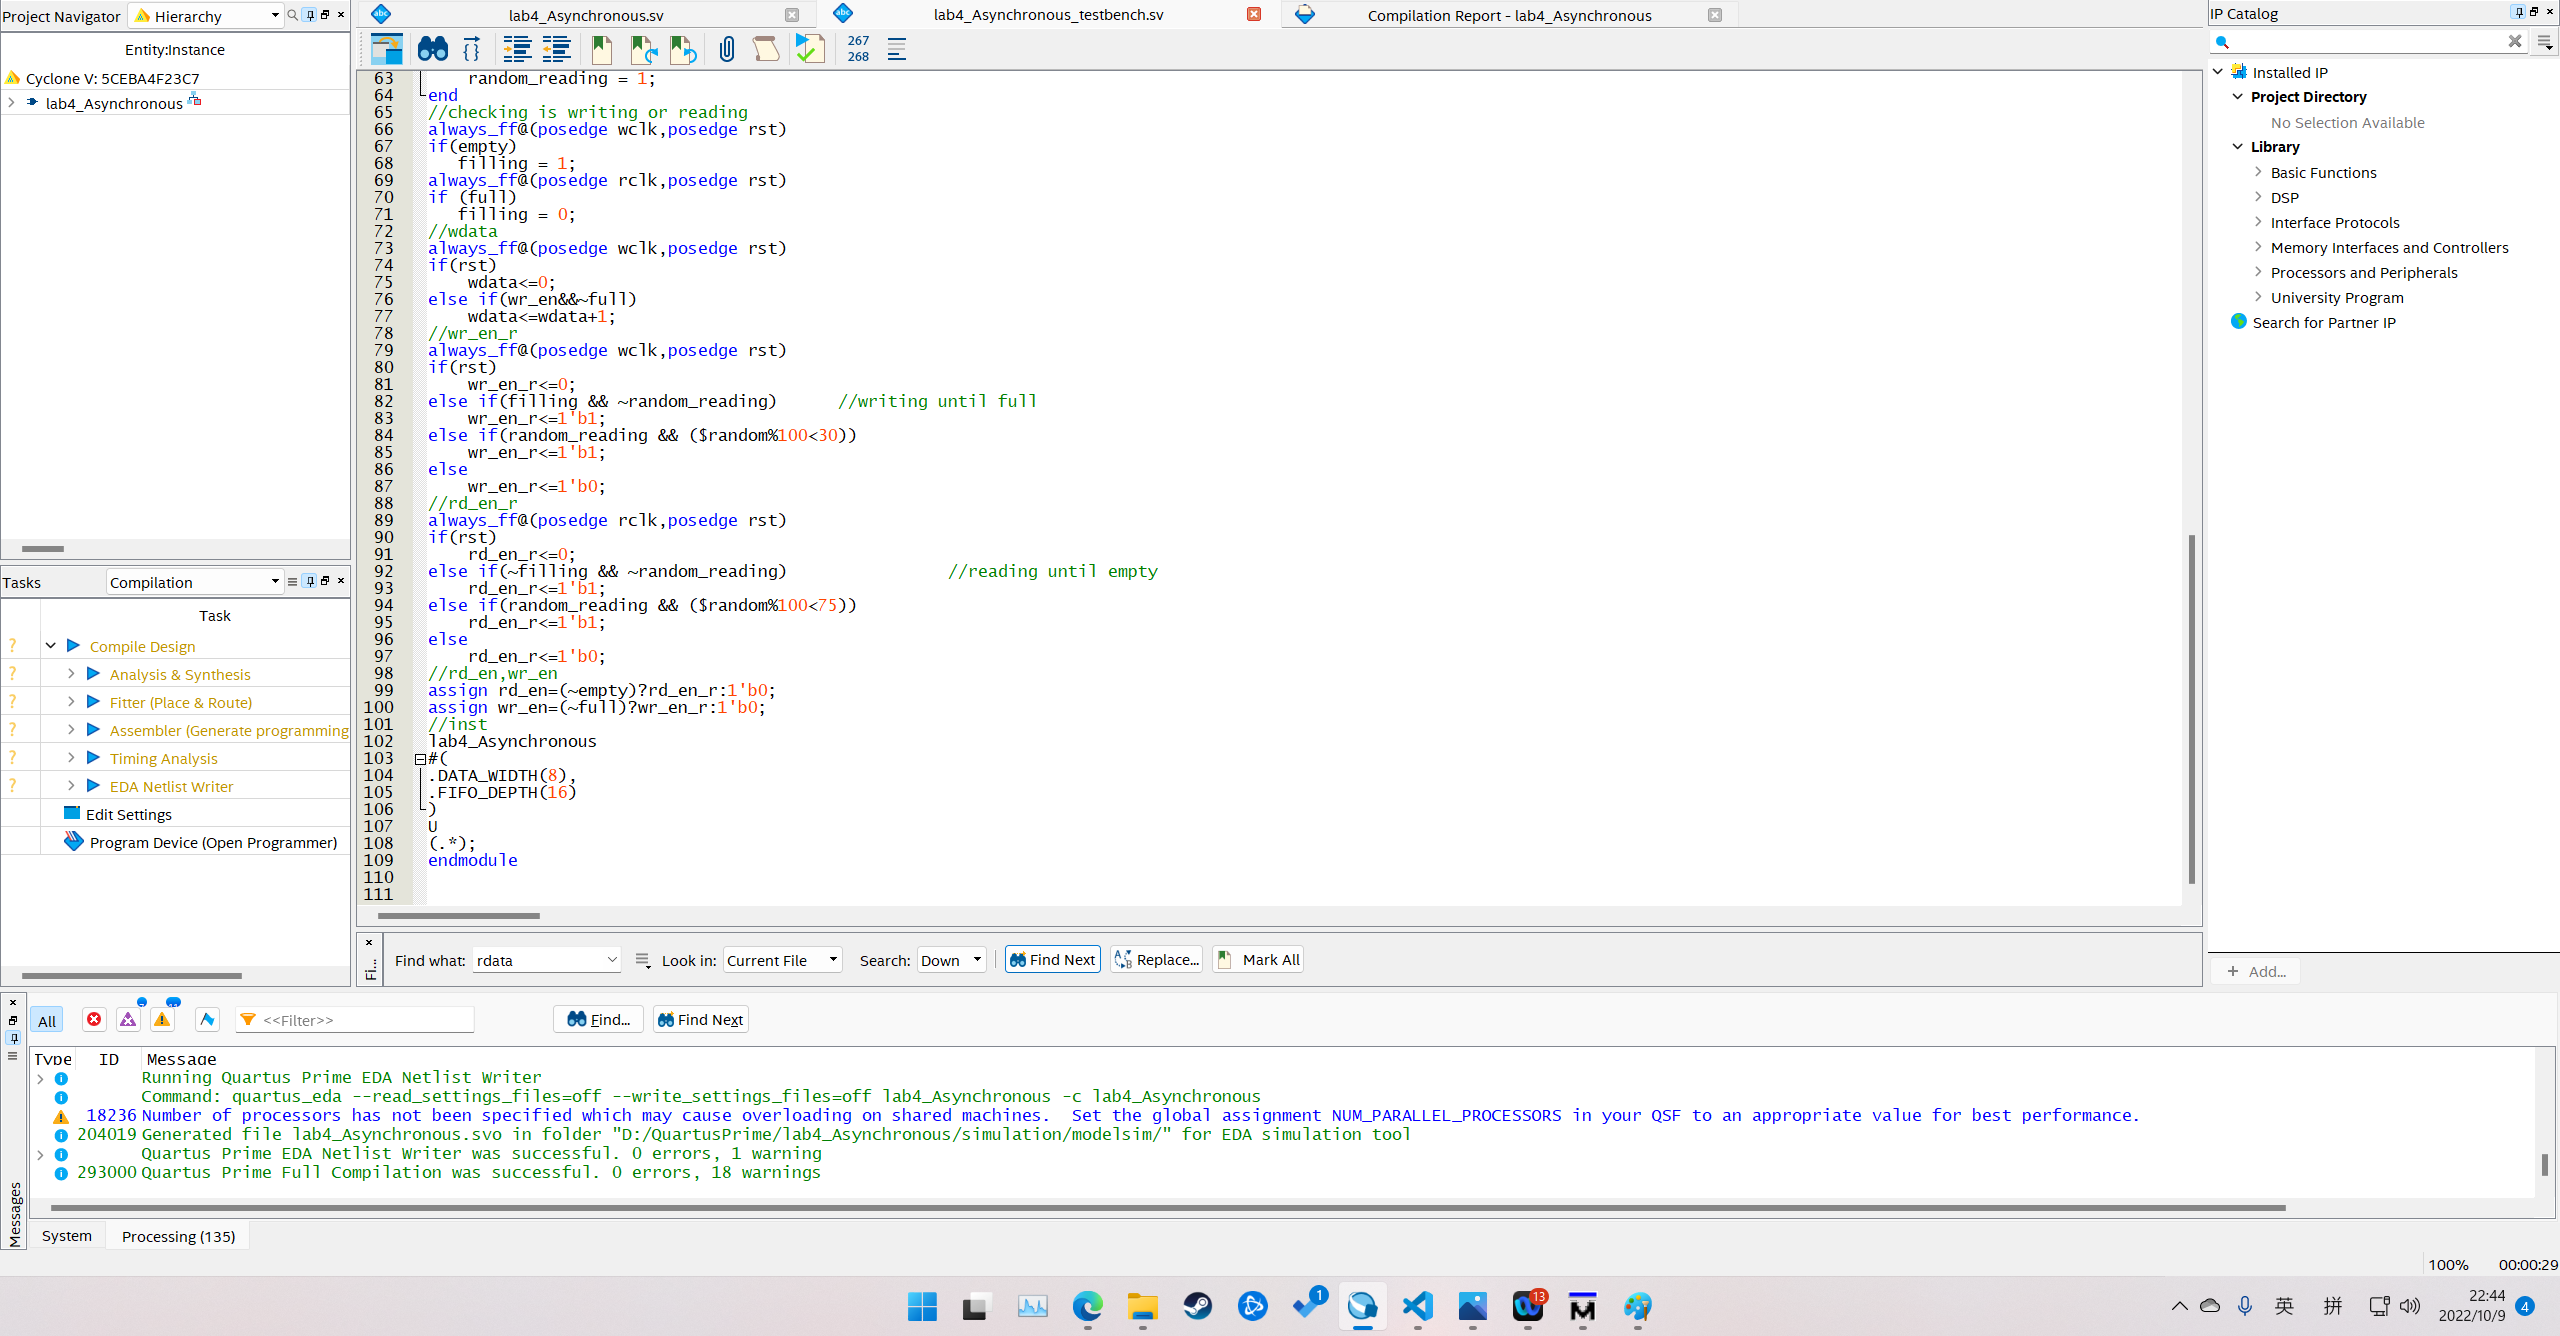 Project Navigator Hierarchy
Entity:Instance
Cyclone V: 5CEBA4F23C7
lab4_Asynchronous
Tasks Compilation
Task
? Compile Design
? Analysis & Synthesis
? Fitter (Place & Route)
? Assembler (Generate programming
? Timing Analysis
? EDA Netlist Writer
Edit Settings
Program Device (Open Programmer)
abc lab4_Asynchronous.sv
abc lab4_Asynchronous_testbench.sv
Compilation Report - lab4_Asynchronous
267
268
63 random_reading = 1;
64 end
65 //checking is writing or reading
66 always_ff@(posedge wclk,posedge rst)
67 if(empty)
68 filling = 1;
69 always_ff@(posedge rclk,posedge rst)
70 if (full)
71 filling = 0;
72 //wdata
73 always_ff@(posedge wclk,posedge rst)
74 if(rst)
75 wdata<=0;
76 else if(wr_en&&~full)
77 wdata<=wdata+1;
78 //wr_en_r
79 always_ff@(posedge wclk,posedge rst)
80 if(rst)
81 wr_en_r<=0;
82 else if(filling && ~random_reading) //writing until full
83 wr_en_r<=1'b1;
84 else if(random_reading && ($random%100<30))
85 wr_en_r<=1'b1;
86 else
87 wr_en_r<=1'b0;
88 //rd_en_r
89 always_ff@(posedge rclk,posedge rst)
90 if(rst)
91 rd_en_r<=0;
92 else if(~filling && ~random_reading) //reading until empty
93 rd_en_r<=1'b1;
94 else if(random_reading && ($random%100<75))
95 rd_en_r<=1'b1;
96 else
97 rd_en_r<=1'b0;
98 //rd_en,wr_en
99 assign rd_en=(~empty)?rd_en_r:1'b0;
100 assign wr_en=(~full)?wr_en_r:1'b0;
101 //inst
102 lab4_Asynchronous
103 #(
104 .DATA_WIDTH(8),
105 .FIFO_DEPTH(16)
106 )
107 U
108 (.*);
109 endmodule
110
111
Fi... Find what: rdata Look in: Current File Search: Down Find Next Replace... Mark All
IP Catalog
Installed IP
Project Directory
No Selection Available
Library
Basic Functions
DSP
Interface Protocols
Memory Interfaces and Controllers
Processors and Peripherals
University Program
Search for Partner IP
+ Add...
All <<Filter>> Find... Find Next
Type ID Message
Running Quartus Prime EDA Netlist Writer
Command: quartus_eda --read_settings_files=off --write_settings_files=off lab4_Asynchronous -c lab4_Asynchronous
18236 Number of processors has not been specified which may cause overloading on shared machines. Set the global assignment NUM_PARALLEL_PROCESSORS in your QSF to an appropriate value for best performance.
204019 Generated file lab4_Asynchronous.svo in folder "D:/QuartusPrime/lab4_Asynchronous/simulation/modelsim/" for EDA simulation tool
Quartus Prime EDA Netlist Writer was successful. 0 errors, 1 warning
293000 Quartus Prime Full Compilation was successful. 0 errors, 18 warnings
Messages
System Processing (135)
100% 00:00:29
1
13
英 拼 22:44
2022/10/9 4